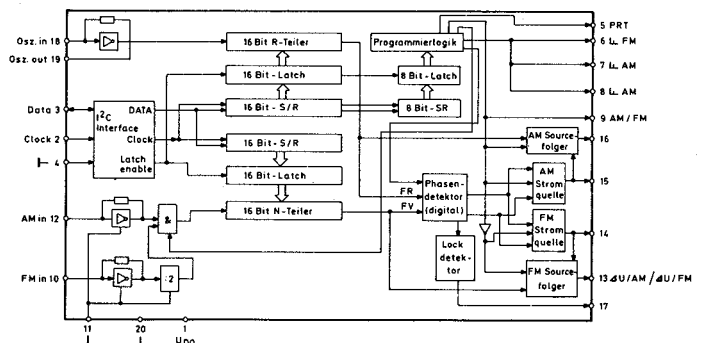 Osz. in 18
Osz. out 19
Data 3
Clock 2
4
AM in 12
FM in 10
11
20
1
I²C
Interface
DATA
Clock
Latch
enable
16 Bit R-Teiler
16 Bit-Latch
16 Bit - S/R
16 Bit - S/R
16 Bit-Latch
16 Bit N-Teiler
&
:2
Programmierlogik
8 Bit-Latch
8 Bit-SR
FR
FV
Phasen-
detektor
(digital)
Lock
detek-
tor
AM Source-
folger
AM
Strom
quelle
FM
Strom
quelle
FM Source
folger
5 PRT
6 FM
7 AM
8 AM
9 AM/FM
16
15
14
13 ΔU/AM / ΔU/FM
17